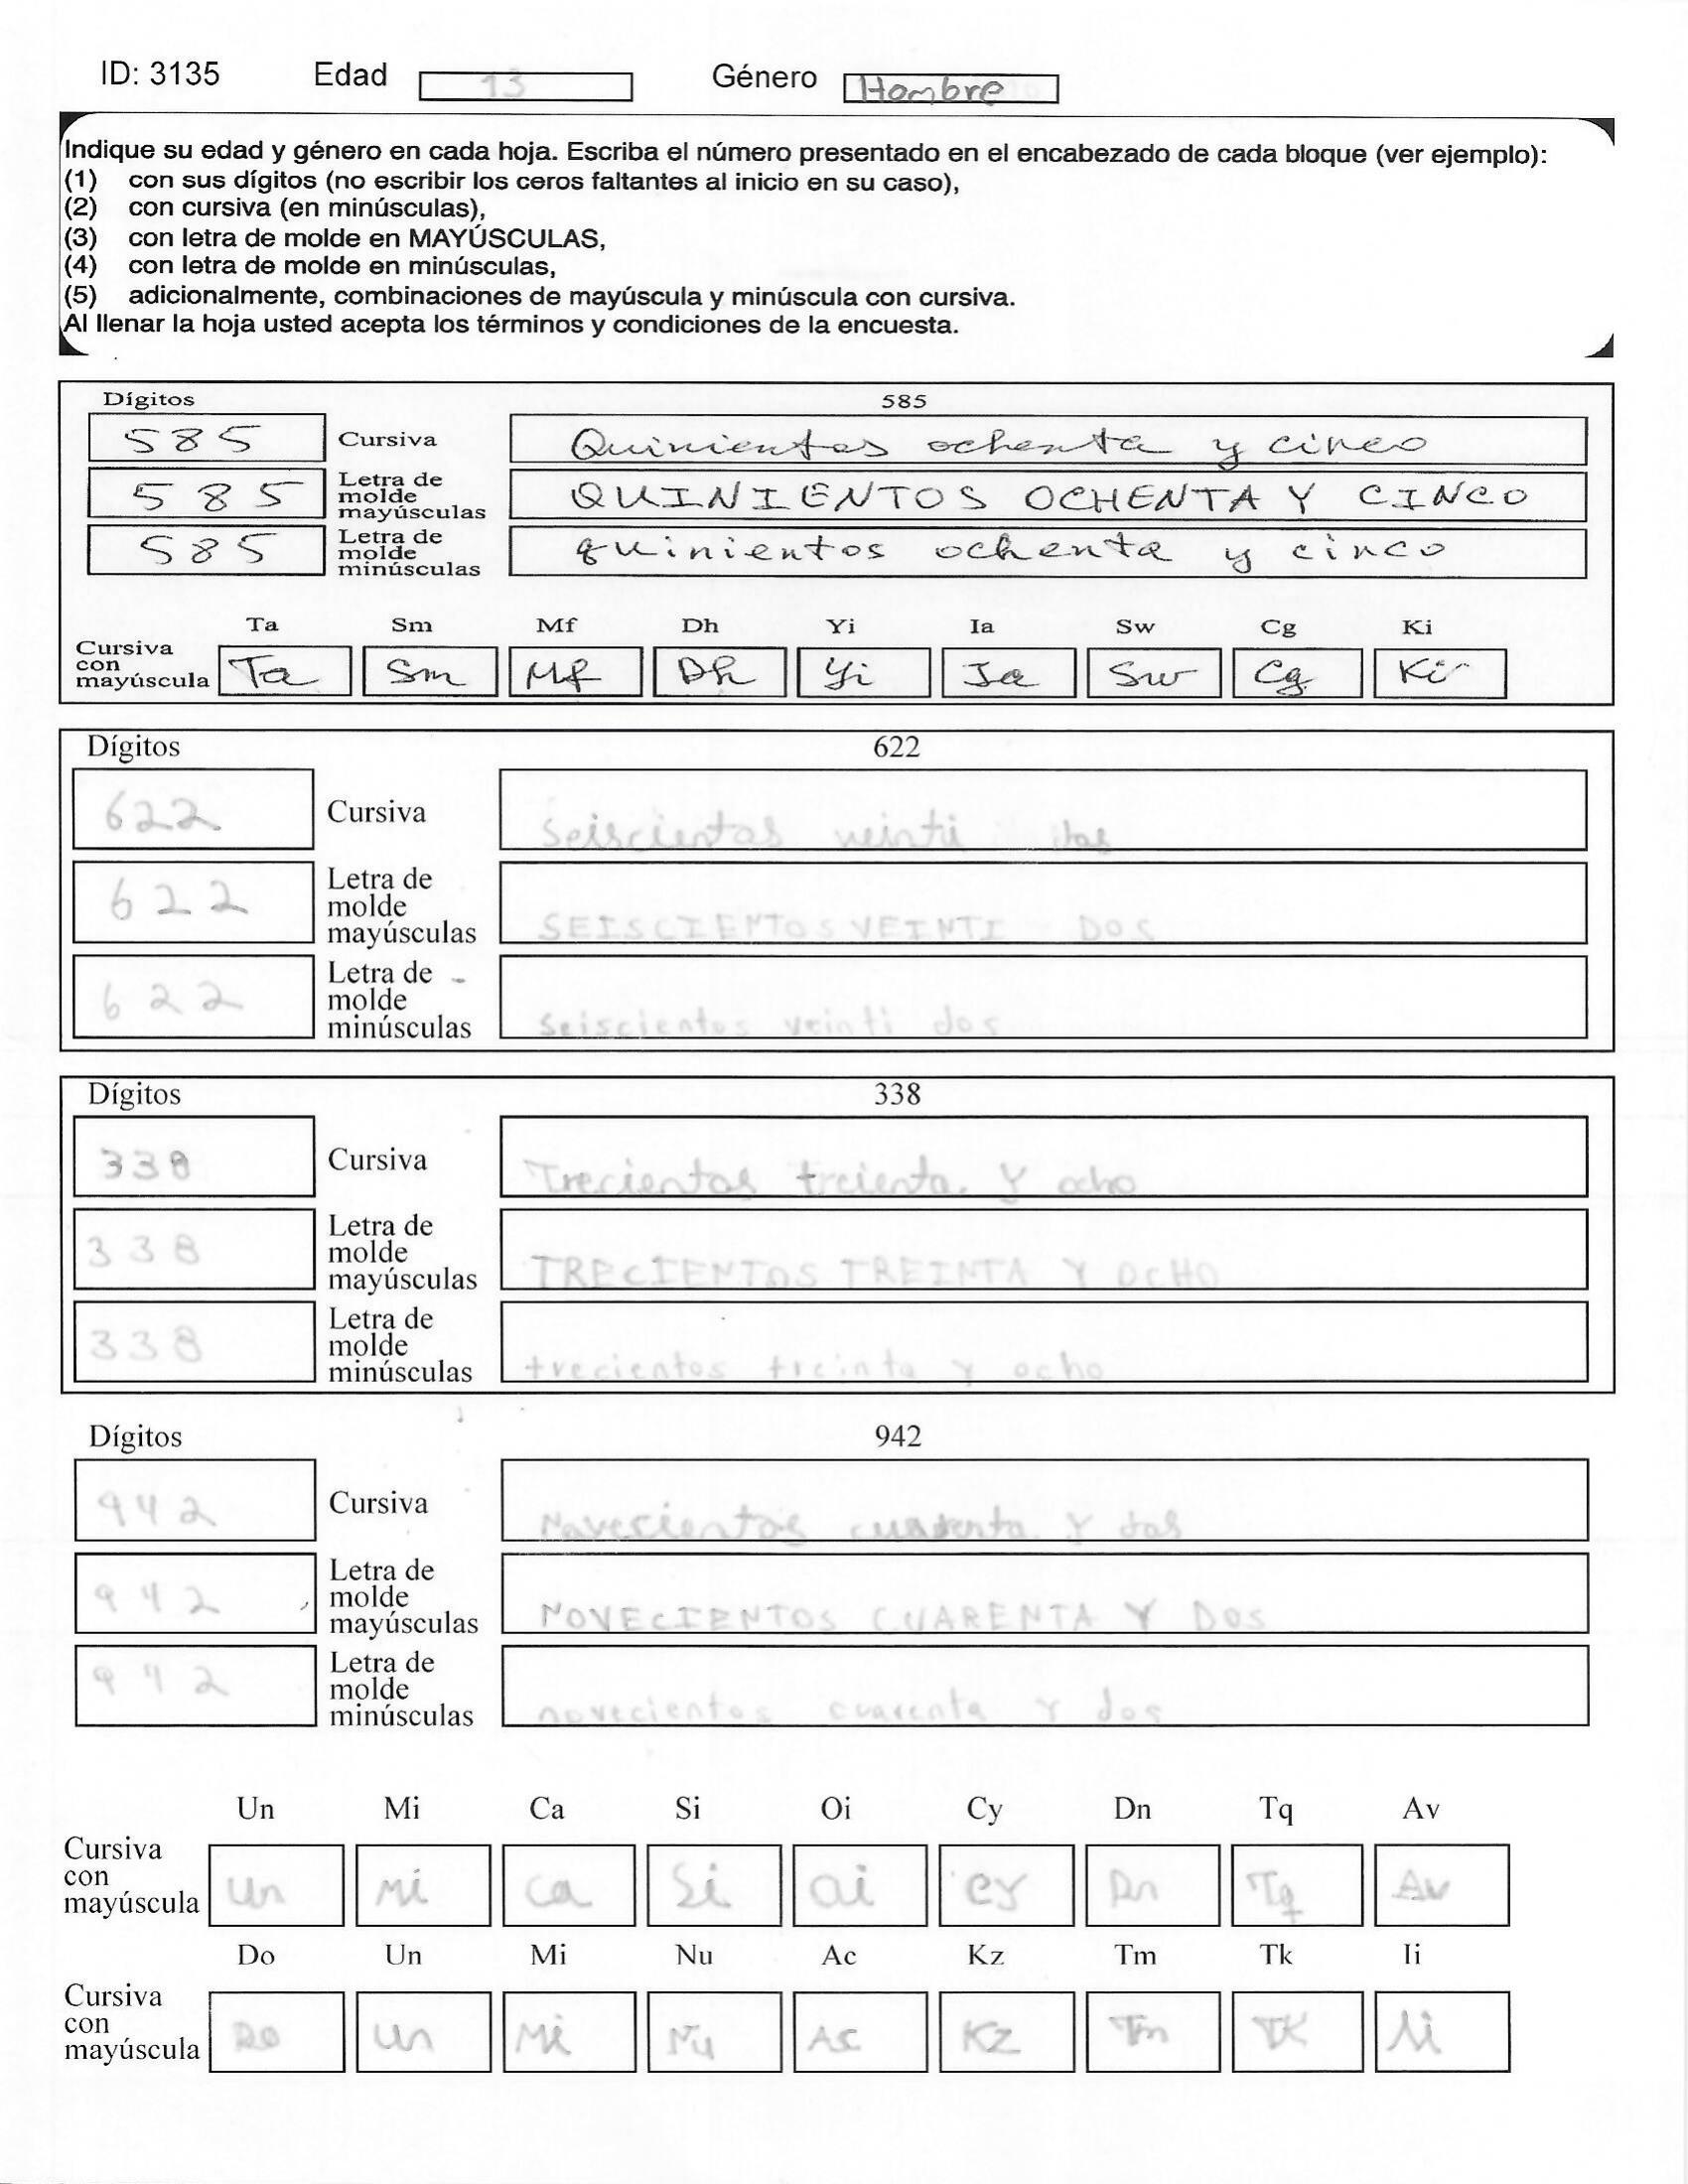 ID: 3135 Edad 13 Género Hombre
Indique su edad y género en cada hoja. Escriba el número presentado en el encabezado de cada bloque (ver ejemplo):
(1) con sus dígitos (no escribir los ceros faltantes al inicio en su caso),
(2) con cursiva (en minúsculas),
(3) con letra de molde en MAYÚSCULAS,
(4) con letra de molde en minúsculas,
(5) adicionalmente, combinaciones de mayúscula y minúscula con cursiva.
Al llenar la hoja usted acepta los términos y condiciones de la encuesta.
Dígitos 585
585 Cursiva Quinientos ochenta y cinco
585 Letra de molde mayúsculas QUINIENTOS OCHENTA Y CINCO
585 Letra de molde minúsculas quinientos ochenta y cinco
Ta Sm Mf Dh Yi Ia Sw Cg Ki
Cursiva con mayúscula Ta Sm Mf Dh Yi Ia Sw Cg Ki
Dígitos 622
622 Cursiva Seiscientos veinti dos
622 Letra de molde mayúsculas SEISCIENTOS VEINTI DOS
622 Letra de molde minúsculas seiscientos veinti dos
Dígitos 338
338 Cursiva Trecientos treienta. Y ocho
338 Letra de molde mayúsculas TRECIENTOS TREINTA Y OCHO
338 Letra de molde minúsculas trecientos treinta y ocho
Dígitos 942
942 Cursiva Novecientos cuarenta Y dos
942 Letra de molde mayúsculas NOVECIENTOS CUARENTA Y DOS
942 Letra de molde minúsculas novecientos cuarenta Y dos
Un Mi Ca Si Oi Cy Dn Tq Av
Cursiva con mayúscula Un Mi Ca Si Oi Cy Dn Tq Av
Do Un Mi Nu Ac Kz Tm Tk Ii
Cursiva con mayúscula Do Un Mi Nu Ac Kz Tm Tk Ii